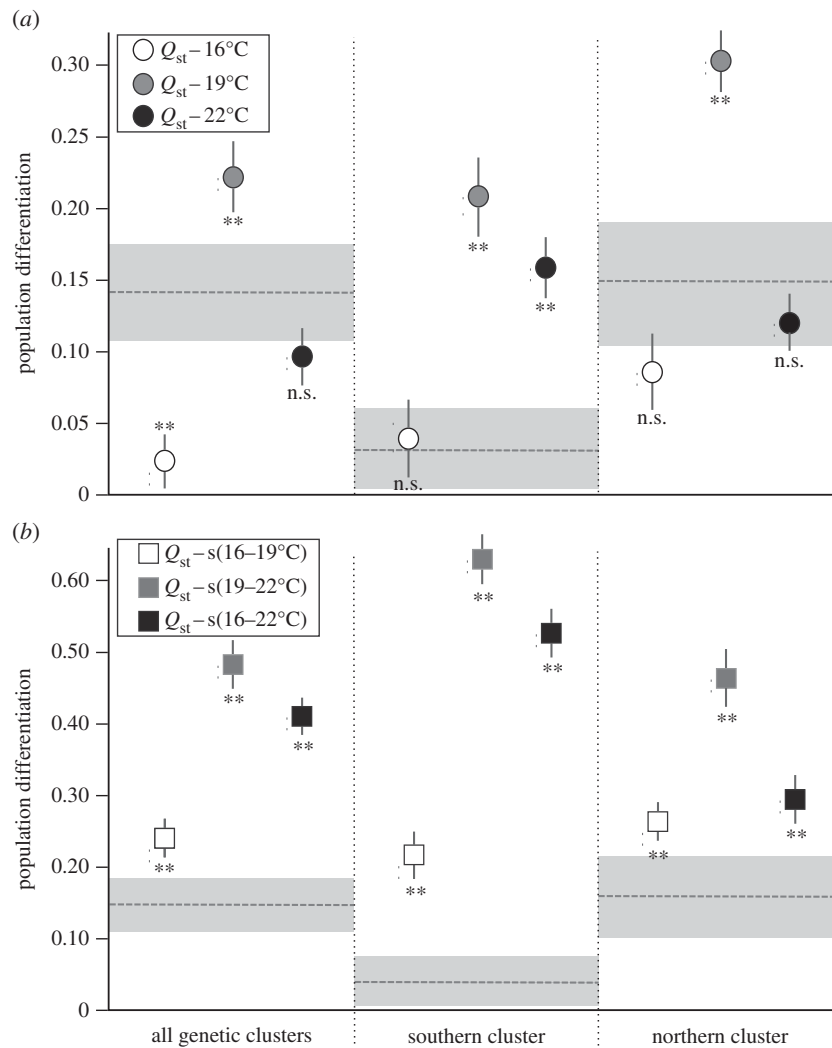 (a)
Qst – 16°C
Qst – 19°C
Qst – 22°C
population differentiation
0.30
0.25
0.20
0.15
0.10
0.05
0
**
**
n.s.
n.s.
**
**
n.s.
**
n.s.
(b)
Qst – s(16–19°C)
Qst – s(19–22°C)
Qst – s(16–22°C)
population differentiation
0.60
0.50
0.40
0.30
0.20
0.10
0
**
**
**
**
**
**
**
**
**
all genetic clusters
southern cluster
northern cluster